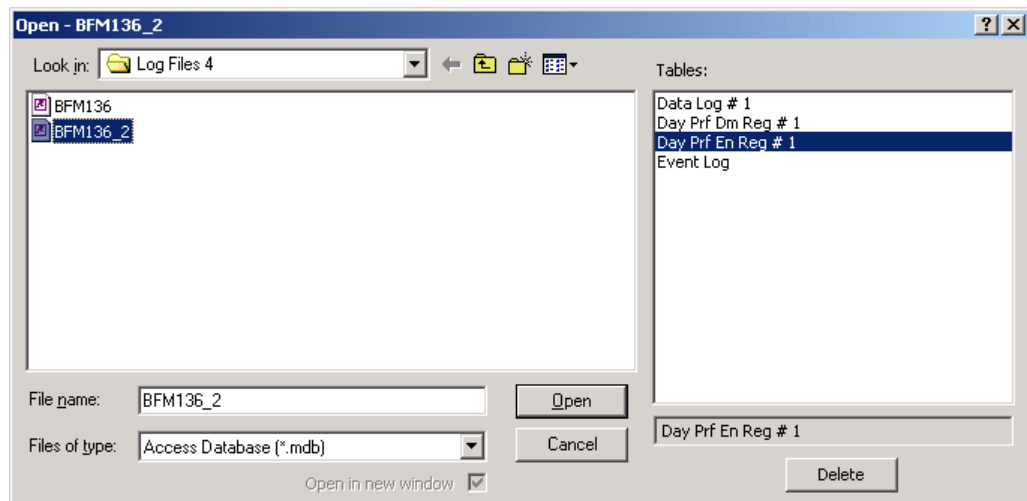 Open - BFM136_2
Look in: Log Files 4
BFM136
BFM136_2
File name: BFM136_2
Open
Files of type: Access Database (*.mdb)
Cancel
Open in new window
Tables:
Data Log # 1
Day Prf Dm Reg # 1
Day Prf En Reg # 1
Event Log
Day Prf En Reg # 1
Delete